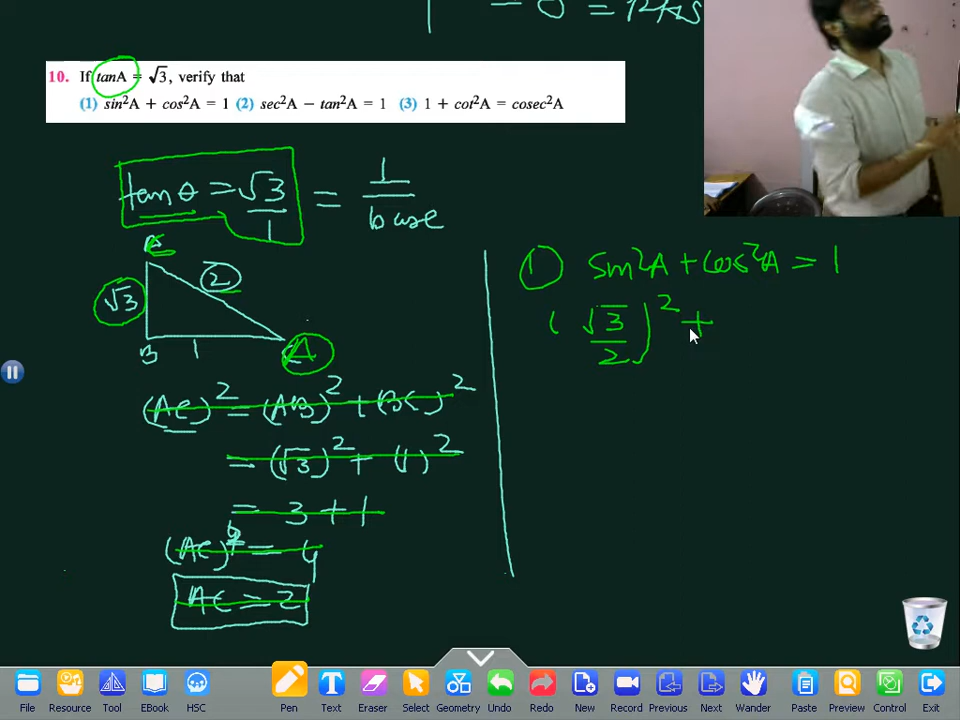 10. If tanA = √3, verify that
(1) sin²A + cos²A = 1 (2) sec²A − tan²A = 1 (3) 1 + cot²A = cosec²A
tan θ = √3/1 = 1/base
√3 2
B 1 A
(AC)² = (AB)² + (BC)²
= (√3)² + (1)²
= 3 + 1
= 4
AC = 2
① sin²A + cos²A = 1
(√3/2)² +
File Recycling Tool EBook HSC Pen Text Eraser Select Geometry Undo Redo New Record Previous Next Wander Paste Preview Control Exit